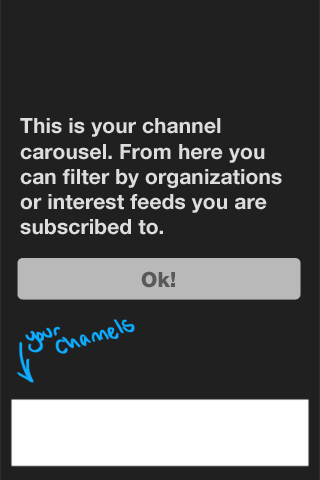 This is your channel
carousel. From here you
can filter by organizations
or interest feeds you are
subscribed to.
Ok!
your
channels